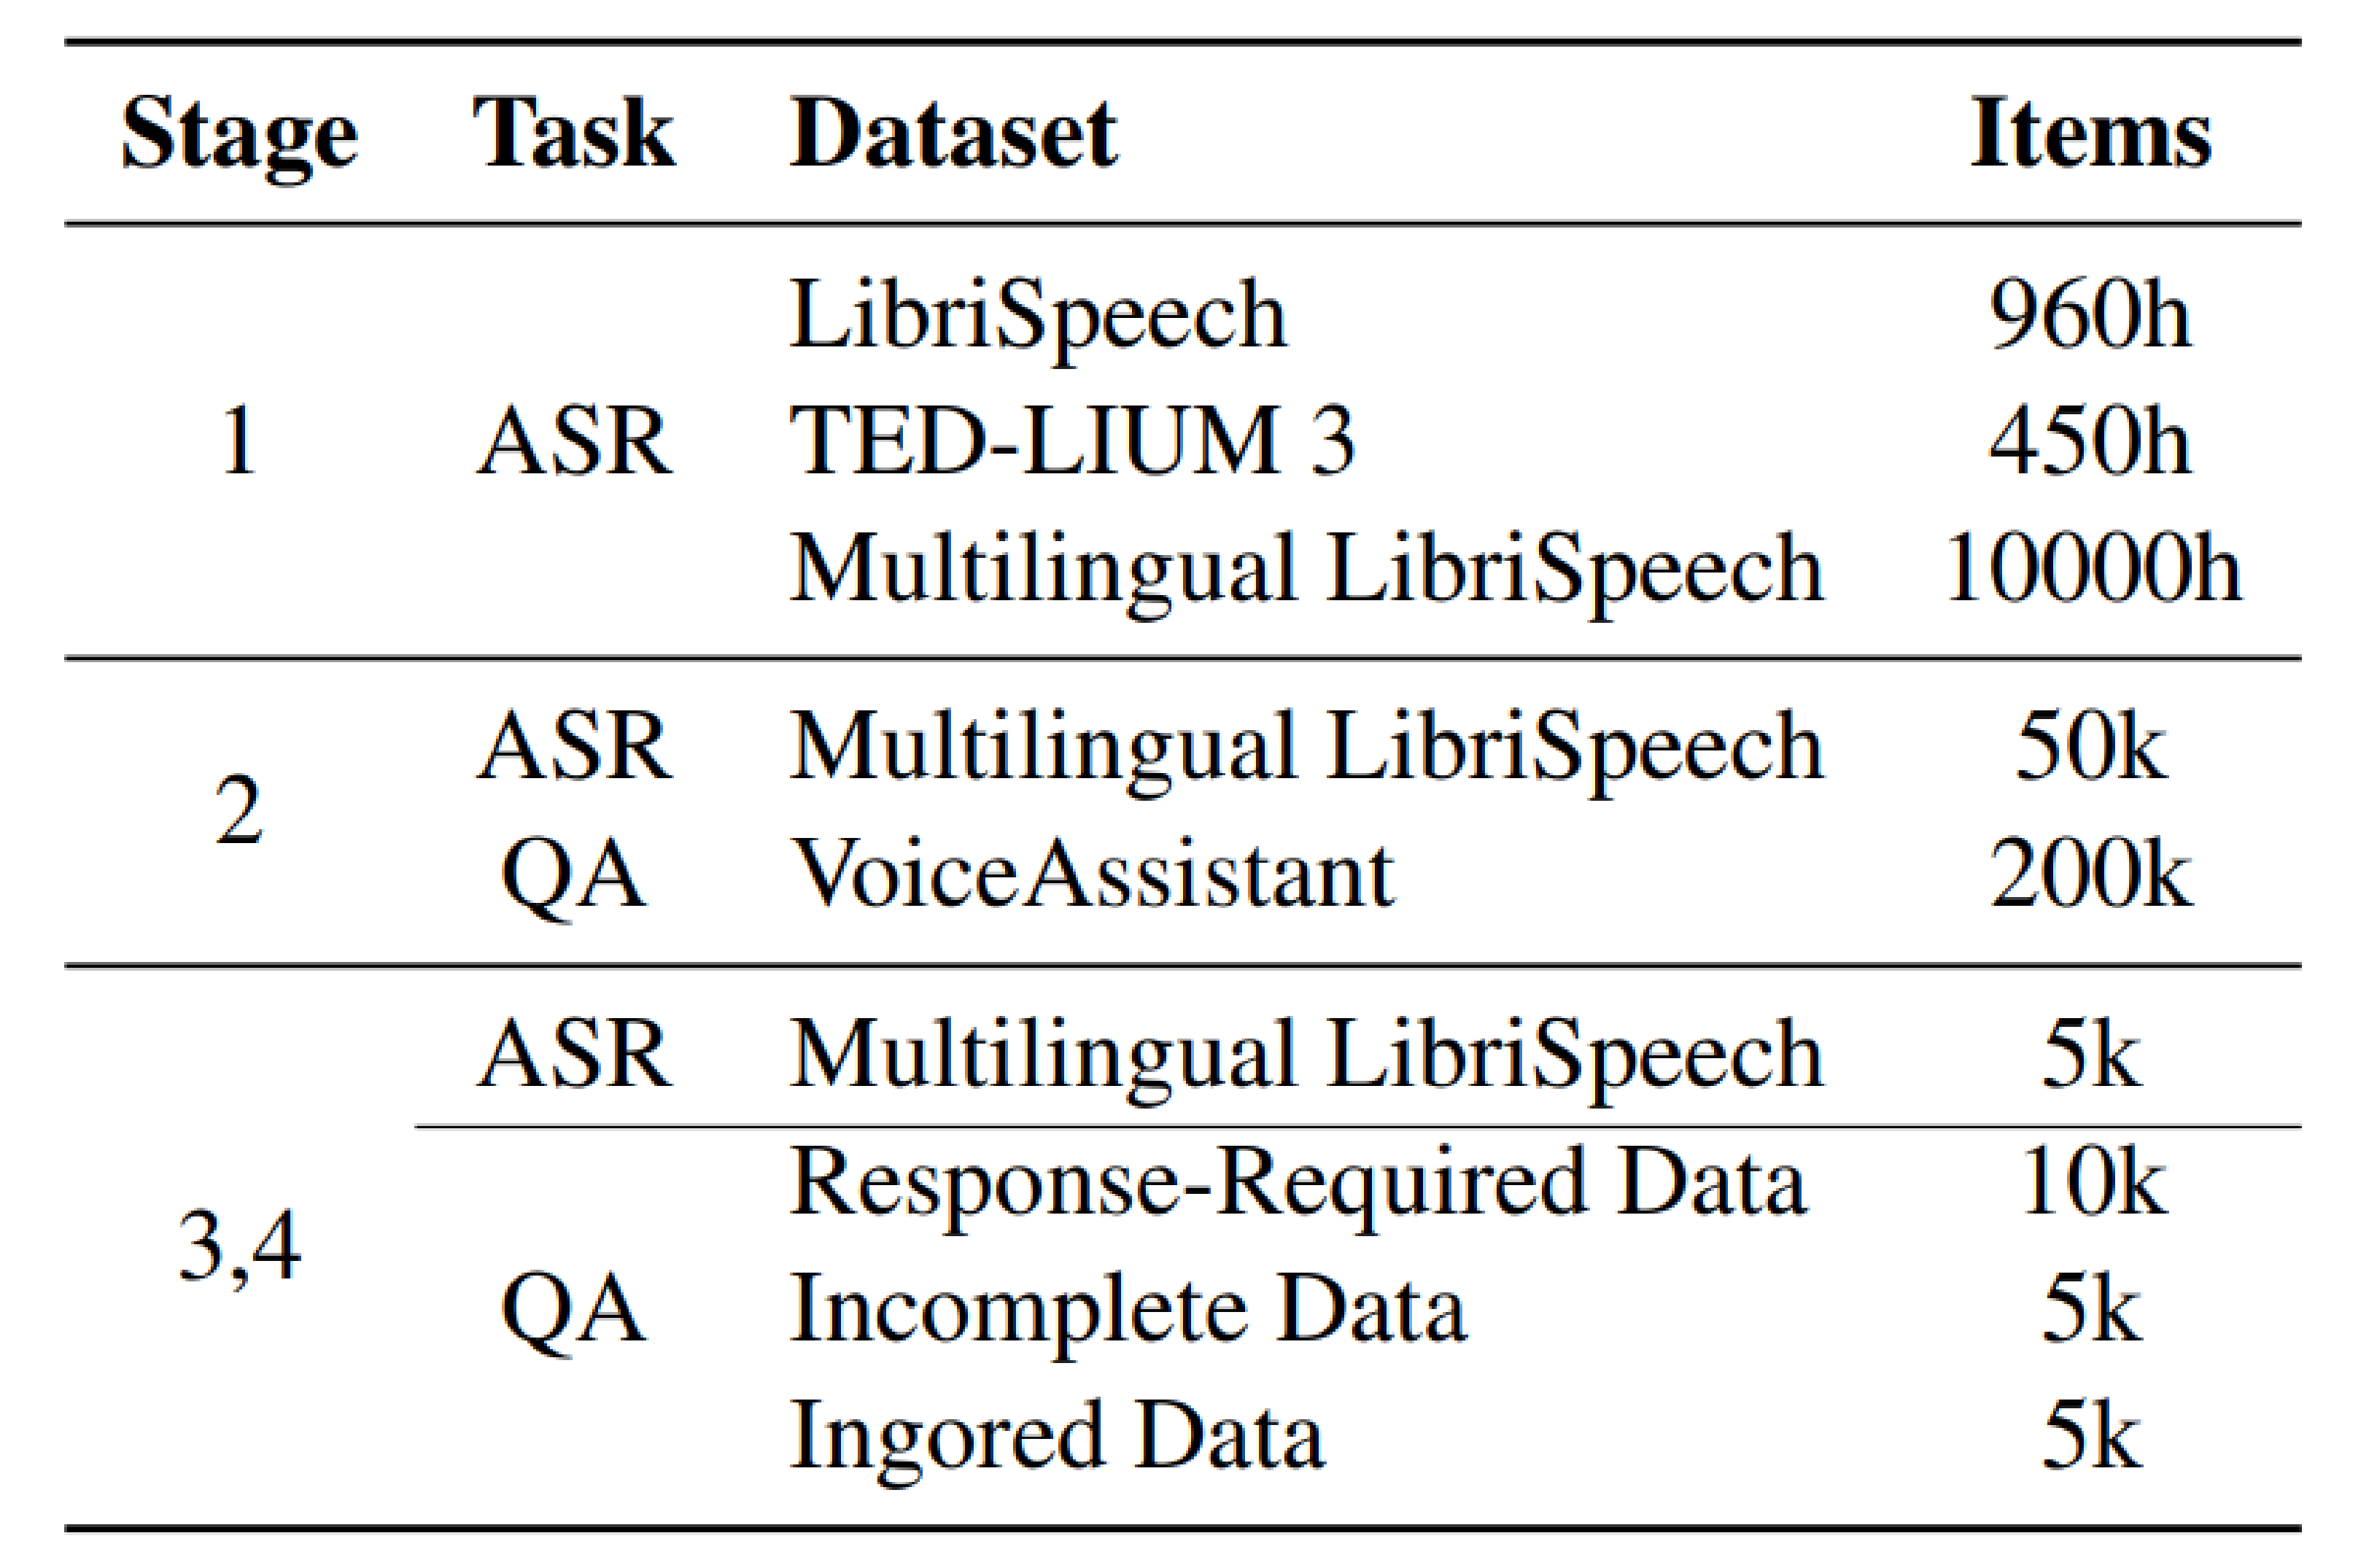 Stage Task Dataset Items
LibriSpeech 960h
1 ASR TED-LIUM 3 450h
Multilingual LibriSpeech 10000h
ASR Multilingual LibriSpeech 50k
2
QA VoiceAssistant 200k
ASR Multilingual LibriSpeech 5k
Response-Required Data 10k
3,4
QA Incomplete Data 5k
Ingored Data 5k